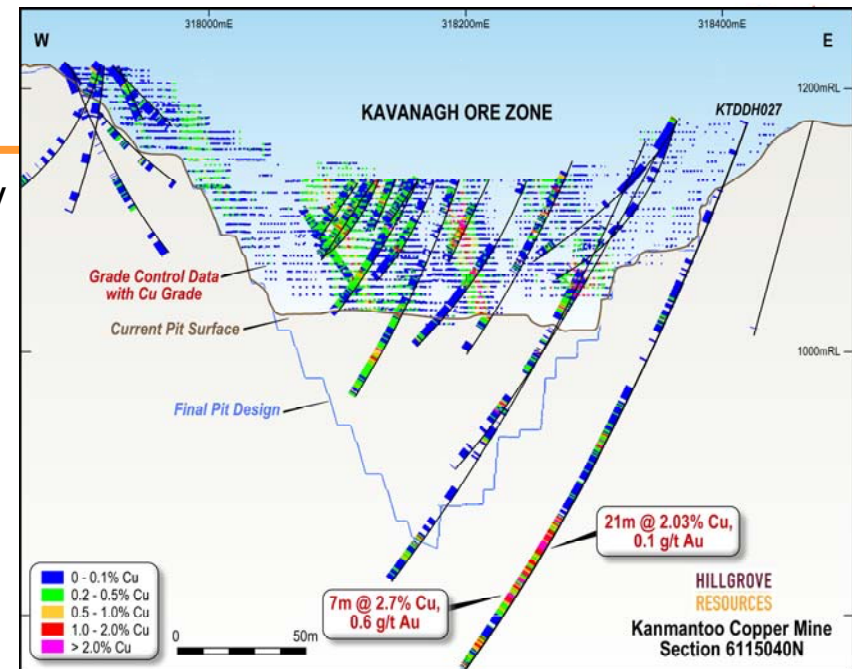 318000mE
318200mE
318400mE
W
E
1200mRL
KAVANAGH ORE ZONE
KTDDH027
y
Grade Control Data
with Cu Grade
Current Pit Surface
1000mRL
Final Pit Design
21m @ 2.03% Cu,
0.1 g/t Au
7m @ 2.7% Cu,
0.6 g/t Au
0 - 0.1% Cu
0.2 - 0.5% Cu
0.5 - 1.0% Cu
1.0 - 2.0% Cu
> 2.0% Cu
0
50m
HILLGROVE
RESOURCES
Kanmantoo Copper Mine
Section 6115040N